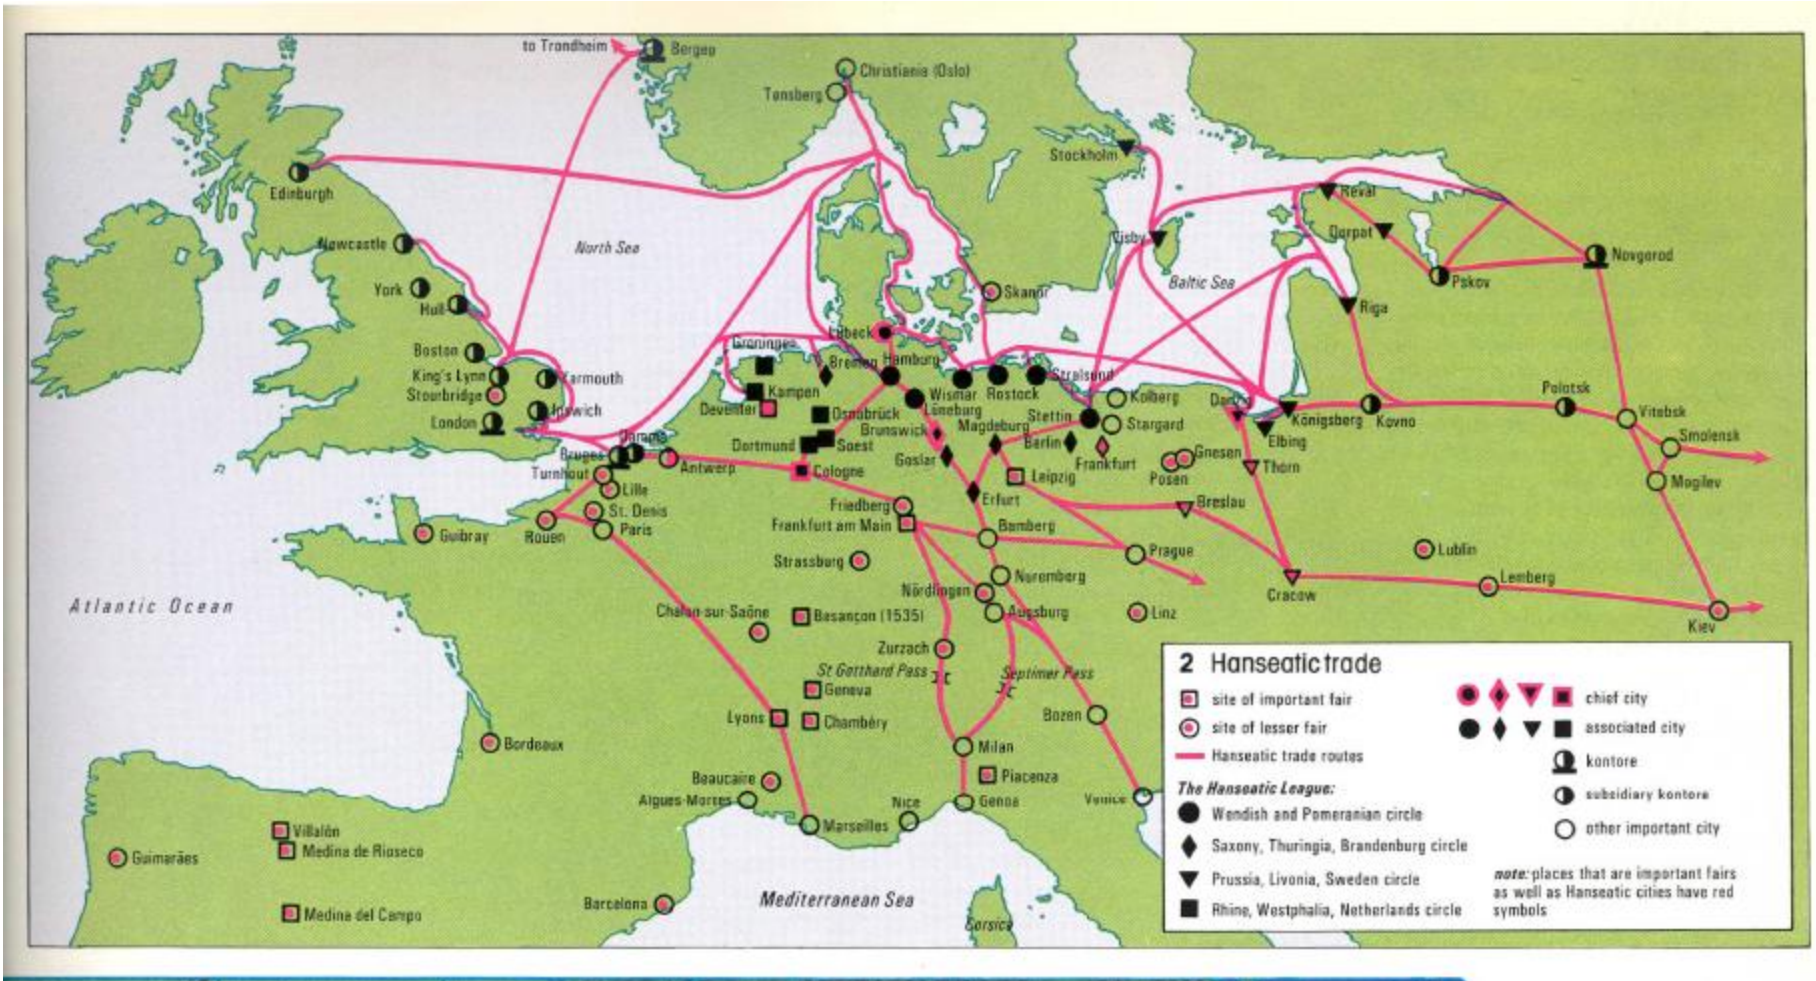 to Trondheim
Bergen
Christiania (Oslo)
Tønsberg
Stockholm
Edinburgh
Reval
Dorpat
Visby
Newcastle
North Sea
Novgorod
Baltic Sea
Pskov
York
Skanör
Hull
Riga
Lübeck
Groningen
Boston
Bremen
Hamburg
King's Lynn
Yarmouth
Stralsund
Stourbridge
Kampen
Wismar
Rostock
Kolberg
Polotsk
Deventer
Lüneburg
Danzig
Ipswich
Osnabrück
Stettin
Königsberg
Kovno
Vitebsk
London
Brunswick
Magdeburg
Stargard
Elbing
Smolensk
Damme
Dortmund
Soest
Berlin
Bruges
Goslar
Frankfurt
Gnesen
Antwerp
Cologne
Thorn
Turnhout
Leipzig
Posen
Mogilev
Lille
Erfurt
Breslau
St. Denis
Friedberg
Frankfurt am Main
Bamberg
Guibray
Rouen
Paris
Prague
Lublin
Strassburg
Nuremberg
Lemberg
Nördlingen
Cracow
Atlantic Ocean
Chalon-sur-Saône
Besançon (1535)
Augsburg
Linz
Kiev
Zurzach
St Gotthard Pass
Septimer Pass
Geneva
Lyons
Chambéry
Bozen
Bordeaux
Milan
Beaucaire
Piacenza
Aigues-Mortes
Nice
Genoa
Venice
Marseilles
Villalón
Guimarães
Medina de Rioseco
Barcelona
Mediterranean Sea
Medina del Campo
Corsica
2 Hanseatic trade
site of important fair
site of lesser fair
Hanseatic trade routes
The Hanseatic League:
Wendish and Pomeranian circle
Saxony, Thuringia, Brandenburg circle
Prussia, Livonia, Sweden circle
Rhine, Westphalia, Netherlands circle
chief city
associated city
kontore
subsidiary kontore
other important city
note: places that are important fairs
as well as Hanseatic cities have red
symbols